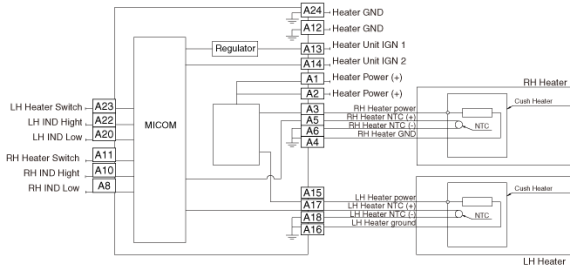 A24 Heater GND
A12 Heater GND
Regulator A13 Heater Unit IGN 1
A14 Heater Unit IGN 2
A1 Heater Power (+)
A2 Heater Power (+)
RH Heater
LH Heater Switch A23
LH IND Hight A22
LH IND Low A20
MICOM
RH Heater Switch A11
RH IND Hight A10
RH IND Low A8
A3 RH Heater power
A5 RH Heater NTC (+)
A6 RH Heater NTC (-)
A4 RH Heater GND
Cush Heater
NTC
A15 LH Heater power
A17 LH Heater NTC (+)
A18 LH Heater NTC (-)
A16 LH Heater ground
Cush Heater
NTC
LH Heater